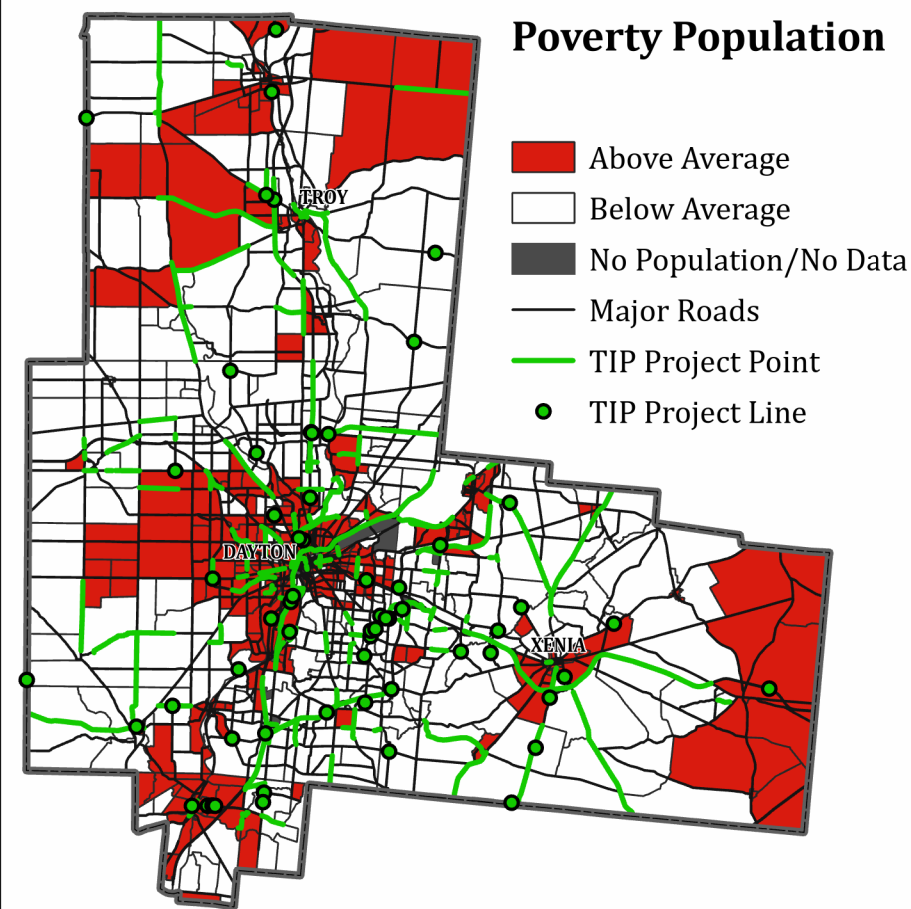 Poverty Population
Above Average
Below Average
No Population/No Data
Major Roads
TIP Project Point
TIP Project Line
TROY
DAYTON
XENIA